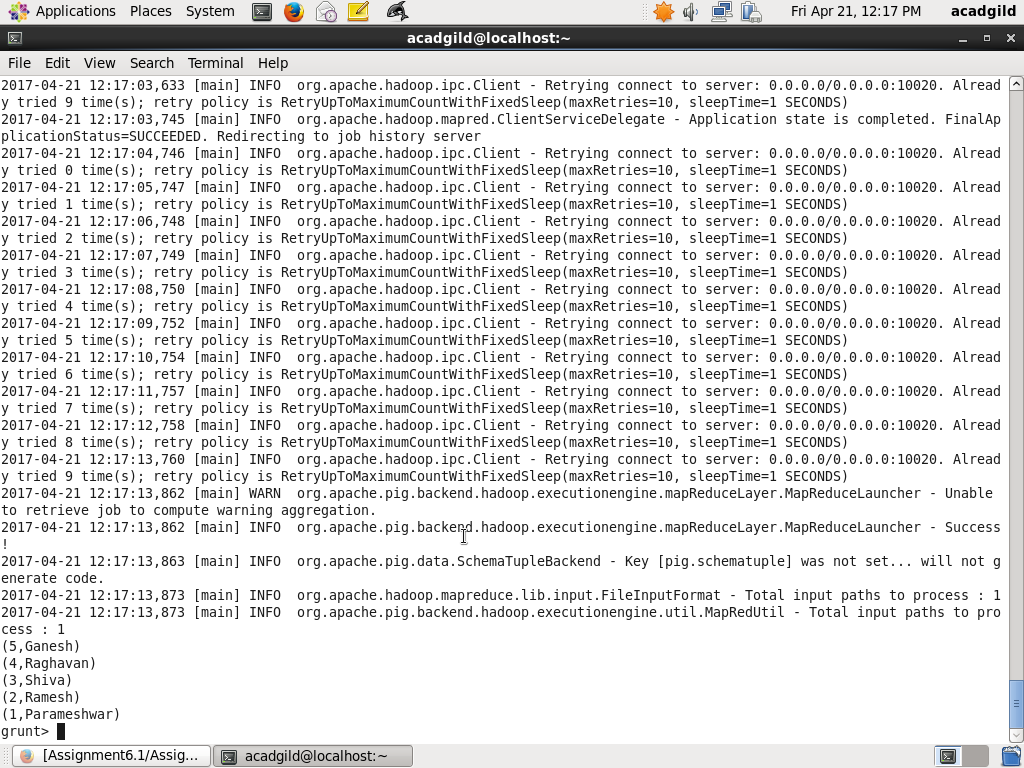 Applications Places System Fri Apr 21, 12:17 PM acadgild
acadgild@localhost:~
File Edit View Search Terminal Help
2017-04-21 12:17:03,633 [main] INFO  org.apache.hadoop.ipc.Client - Retrying connect to server: 0.0.0.0/0.0.0.0:10020. Alread
y tried 9 time(s); retry policy is RetryUpToMaximumCountWithFixedSleep(maxRetries=10, sleepTime=1 SECONDS)
2017-04-21 12:17:03,745 [main] INFO  org.apache.hadoop.mapred.ClientServiceDelegate - Application state is completed. FinalAp
plicationStatus=SUCCEEDED. Redirecting to job history server
2017-04-21 12:17:04,746 [main] INFO  org.apache.hadoop.ipc.Client - Retrying connect to server: 0.0.0.0/0.0.0.0:10020. Alread
y tried 0 time(s); retry policy is RetryUpToMaximumCountWithFixedSleep(maxRetries=10, sleepTime=1 SECONDS)
2017-04-21 12:17:05,747 [main] INFO  org.apache.hadoop.ipc.Client - Retrying connect to server: 0.0.0.0/0.0.0.0:10020. Alread
y tried 1 time(s); retry policy is RetryUpToMaximumCountWithFixedSleep(maxRetries=10, sleepTime=1 SECONDS)
2017-04-21 12:17:06,748 [main] INFO  org.apache.hadoop.ipc.Client - Retrying connect to server: 0.0.0.0/0.0.0.0:10020. Alread
y tried 2 time(s); retry policy is RetryUpToMaximumCountWithFixedSleep(maxRetries=10, sleepTime=1 SECONDS)
2017-04-21 12:17:07,749 [main] INFO  org.apache.hadoop.ipc.Client - Retrying connect to server: 0.0.0.0/0.0.0.0:10020. Alread
y tried 3 time(s); retry policy is RetryUpToMaximumCountWithFixedSleep(maxRetries=10, sleepTime=1 SECONDS)
2017-04-21 12:17:08,750 [main] INFO  org.apache.hadoop.ipc.Client - Retrying connect to server: 0.0.0.0/0.0.0.0:10020. Alread
y tried 4 time(s); retry policy is RetryUpToMaximumCountWithFixedSleep(maxRetries=10, sleepTime=1 SECONDS)
2017-04-21 12:17:09,752 [main] INFO  org.apache.hadoop.ipc.Client - Retrying connect to server: 0.0.0.0/0.0.0.0:10020. Alread
y tried 5 time(s); retry policy is RetryUpToMaximumCountWithFixedSleep(maxRetries=10, sleepTime=1 SECONDS)
2017-04-21 12:17:10,754 [main] INFO  org.apache.hadoop.ipc.Client - Retrying connect to server: 0.0.0.0/0.0.0.0:10020. Alread
y tried 6 time(s); retry policy is RetryUpToMaximumCountWithFixedSleep(maxRetries=10, sleepTime=1 SECONDS)
2017-04-21 12:17:11,757 [main] INFO  org.apache.hadoop.ipc.Client - Retrying connect to server: 0.0.0.0/0.0.0.0:10020. Alread
y tried 7 time(s); retry policy is RetryUpToMaximumCountWithFixedSleep(maxRetries=10, sleepTime=1 SECONDS)
2017-04-21 12:17:12,758 [main] INFO  org.apache.hadoop.ipc.Client - Retrying connect to server: 0.0.0.0/0.0.0.0:10020. Alread
y tried 8 time(s); retry policy is RetryUpToMaximumCountWithFixedSleep(maxRetries=10, sleepTime=1 SECONDS)
2017-04-21 12:17:13,760 [main] INFO  org.apache.hadoop.ipc.Client - Retrying connect to server: 0.0.0.0/0.0.0.0:10020. Alread
y tried 9 time(s); retry policy is RetryUpToMaximumCountWithFixedSleep(maxRetries=10, sleepTime=1 SECONDS)
2017-04-21 12:17:13,862 [main] WARN  org.apache.pig.backend.hadoop.executionengine.mapReduceLayer.MapReduceLauncher - Unable
to retrieve job to compute warning aggregation.
2017-04-21 12:17:13,862 [main] INFO  org.apache.pig.backend.hadoop.executionengine.mapReduceLayer.MapReduceLauncher - Success
!
2017-04-21 12:17:13,863 [main] INFO  org.apache.pig.data.SchemaTupleBackend - Key [pig.schematuple] was not set... will not g
enerate code.
2017-04-21 12:17:13,873 [main] INFO  org.apache.hadoop.mapreduce.lib.input.FileInputFormat - Total input paths to process : 1
2017-04-21 12:17:13,873 [main] INFO  org.apache.pig.backend.hadoop.executionengine.util.MapRedUtil - Total input paths to pro
cess : 1
(5,Ganesh)
(4,Raghavan)
(3,Shiva)
(2,Ramesh)
(1,Parameshwar)
grunt>
[Assignment6.1/Assig... acadgild@localhost:~